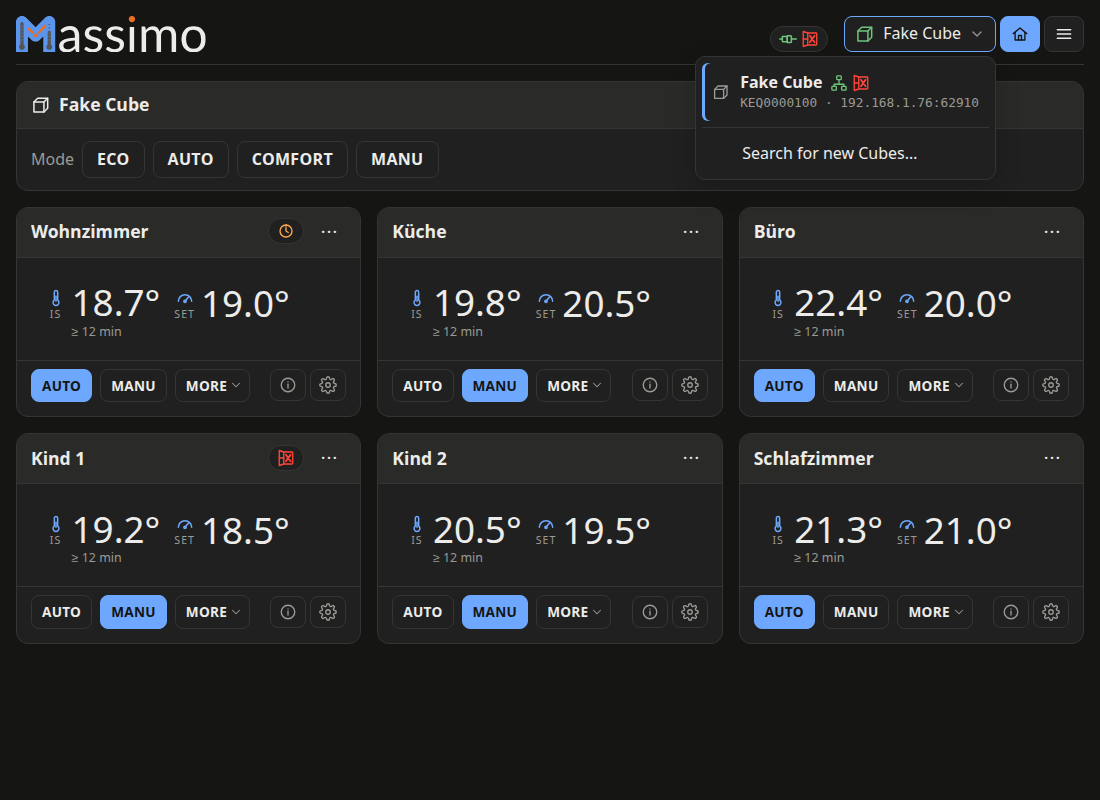 Massimo
Fake Cube
Fake Cube
KEQ0000100 · 192.168.1.76:62910
Search for new Cubes...
Fake Cube
Mode ECO AUTO COMFORT MANU
Wohnzimmer
IS 18.7° SET 19.0°
≥ 12 min
AUTO MANU MORE
Küche
IS 19.8° SET 20.5°
≥ 12 min
AUTO MANU MORE
Büro
IS 22.4° SET 20.0°
≥ 12 min
AUTO MANU MORE
Kind 1
IS 19.2° SET 18.5°
≥ 12 min
AUTO MANU MORE
Kind 2
IS 20.5° SET 19.5°
≥ 12 min
AUTO MANU MORE
Schlafzimmer
IS 21.3° SET 21.0°
≥ 12 min
AUTO MANU MORE